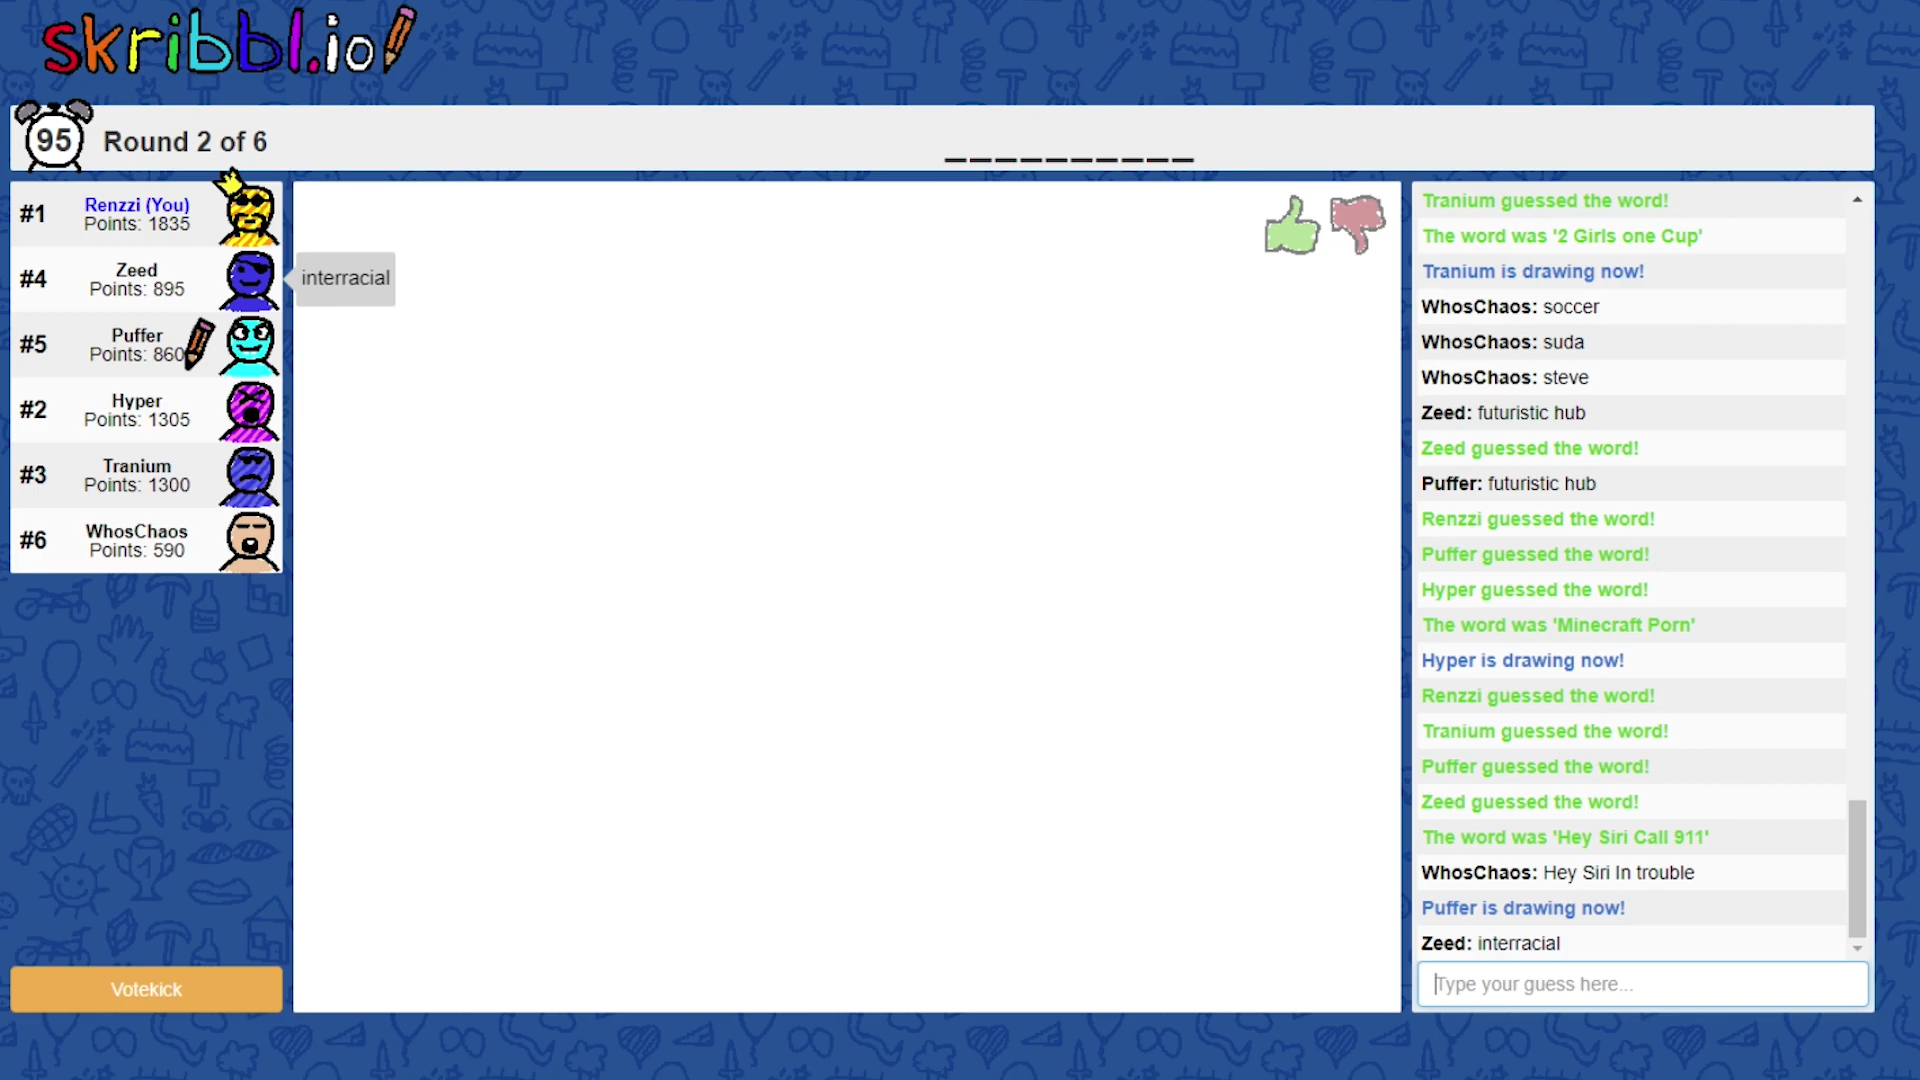 skribbl.io
95
Round 2 of 6
__________
#1
Renzzi (You)
Points: 1835
#4
Zeed
Points: 895
interracial
#5
Puffer
Points: 860
#2
Hyper
Points: 1305
#3
Tranium
Points: 1300
#6
WhosChaos
Points: 590
Votekick
Tranium guessed the word!
The word was '2 Girls one Cup'
Tranium is drawing now!
WhosChaos: soccer
WhosChaos: suda
WhosChaos: steve
Zeed: futuristic hub
Zeed guessed the word!
Puffer: futuristic hub
Renzzi guessed the word!
Puffer guessed the word!
Hyper guessed the word!
The word was 'Minecraft Porn'
Hyper is drawing now!
Renzzi guessed the word!
Tranium guessed the word!
Puffer guessed the word!
Zeed guessed the word!
The word was 'Hey Siri Call 911'
WhosChaos: Hey Siri In trouble
Puffer is drawing now!
Zeed: interracial
Type your guess here...